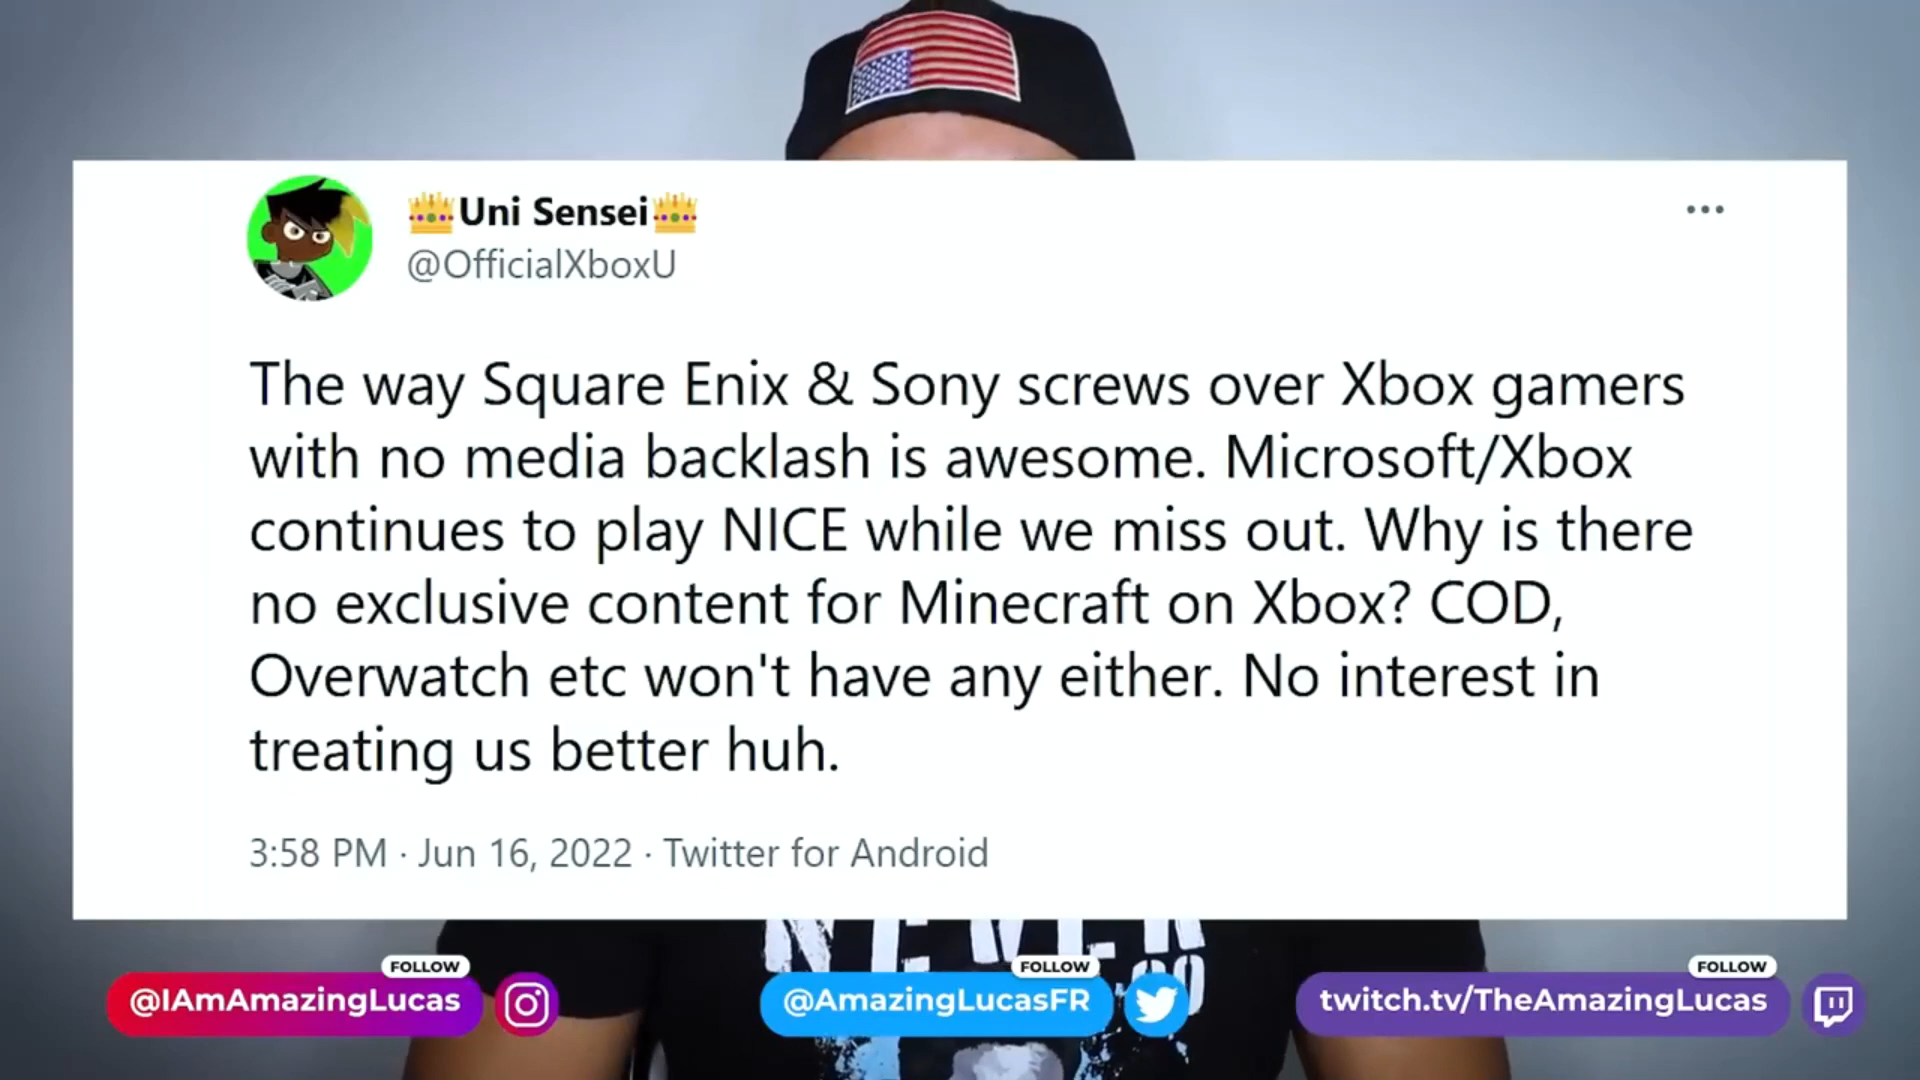 👑Uni Sensei👑
@OfficialXboxU
The way Square Enix & Sony screws over Xbox gamers
with no media backlash is awesome. Microsoft/Xbox
continues to play NICE while we miss out. Why is there
no exclusive content for Minecraft on Xbox? COD,
Overwatch etc won't have any either. No interest in
treating us better huh.
3:58 PM · Jun 16, 2022 · Twitter for Android
NEVER
FOLLOW
@IAmAmazingLucas
FOLLOW
@AmazingLucasFR
FOLLOW
twitch.tv/TheAmazingLucas